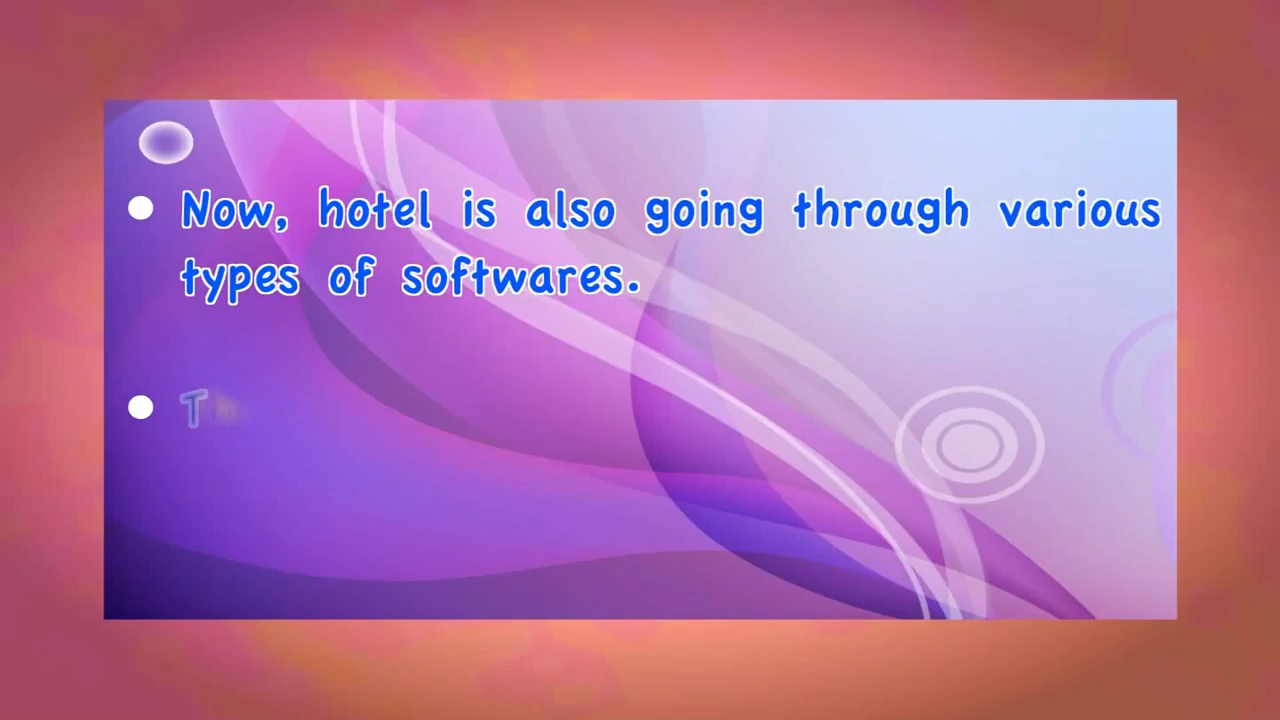 Now, hotel is also going through various
types of softwares.
T